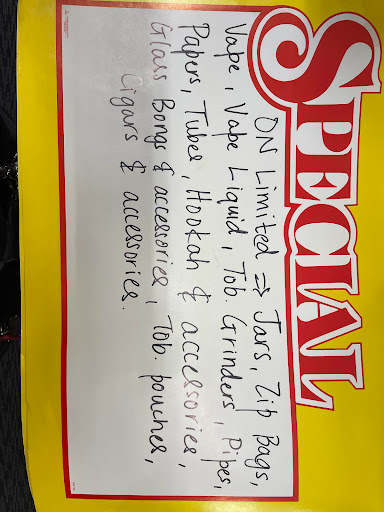 SPECIAL
ON Limited => Jars, Zip Bags,
Vape, Vape Liquid, Tob Grinders, Pipes,
Papers, Tubes, Hookah & accessories,
Glass Bongs & accessories, Tob. pouches,
Cigars & accessories.